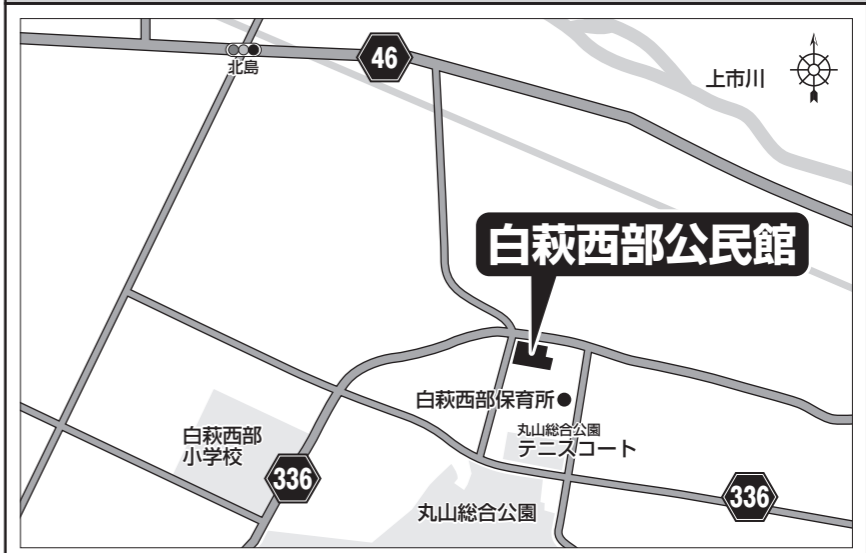 46
北島
上市川
白萩西部公民館
白萩西部保育所
丸山総合公園
テニスコート
白萩西部
小学校
336
336
丸山総合公園